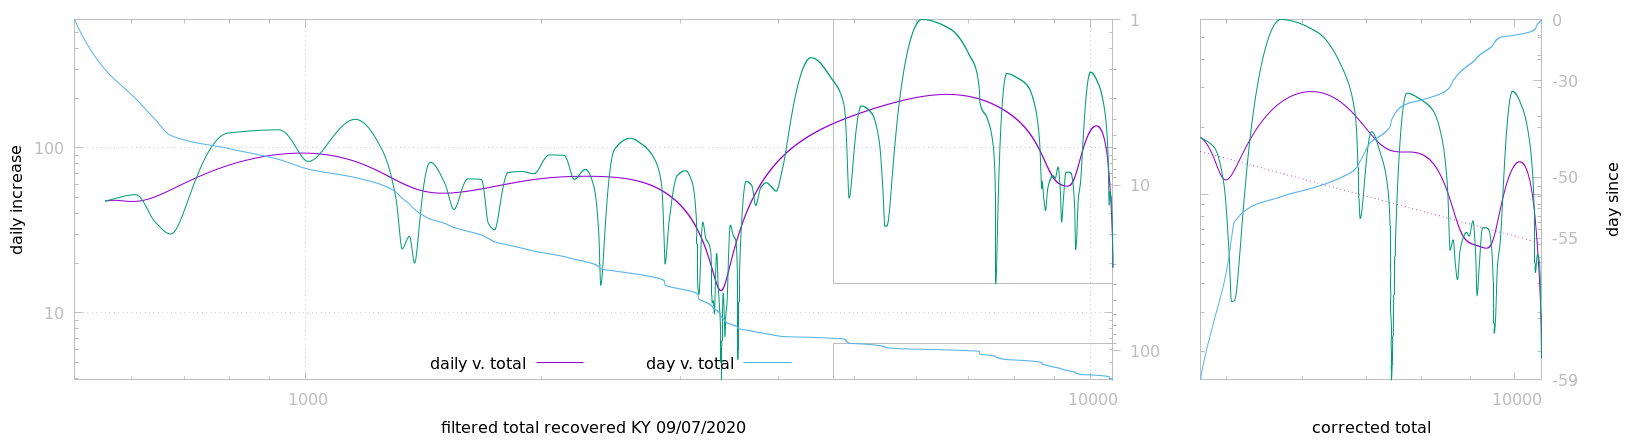 daily increase
100
10
1000
10000
1
10
100
daily v. total
day v. total
filtered total recovered KY 09/07/2020
0
-30
-50
-55
-59
day since
10000
corrected total